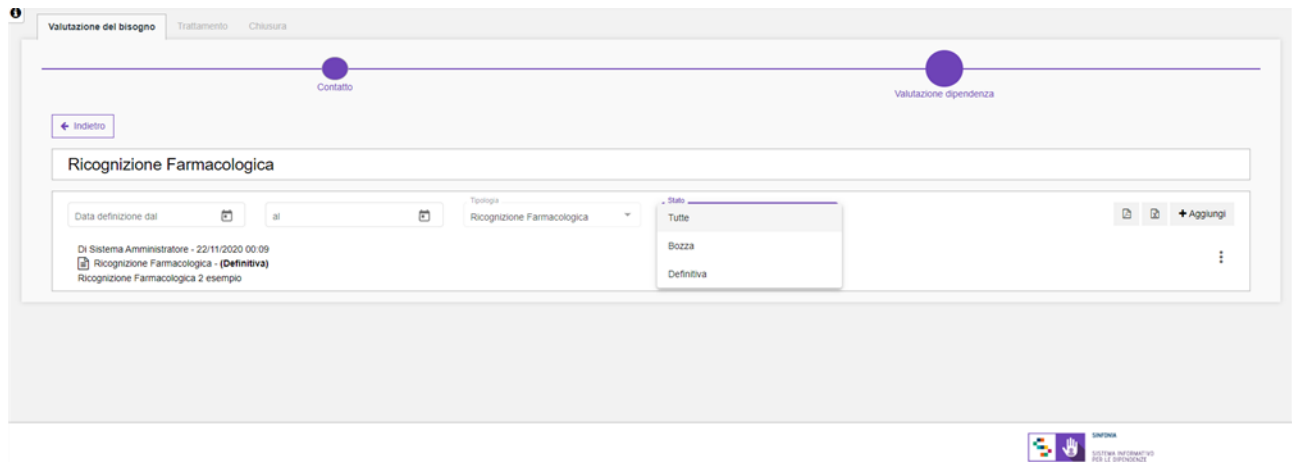 Valutazione del bisogno Trattamento Chiusura
Contatto Valutazione dipendenza
Indietro
Ricognizione Farmacologica
Tipologia Stato
Data definizione dal al Ricognizione Farmacologica Tutte Aggiungi
Bozza
Definitiva
Di Sistema Amministratore - 22/11/2020 00:09
Ricognizione Farmacologica - (Definitiva)
Ricognizione Farmacologica 2 esempio
SINFONIA
SISTEMA INFORMATIVO
PER LE DIPENDENZE